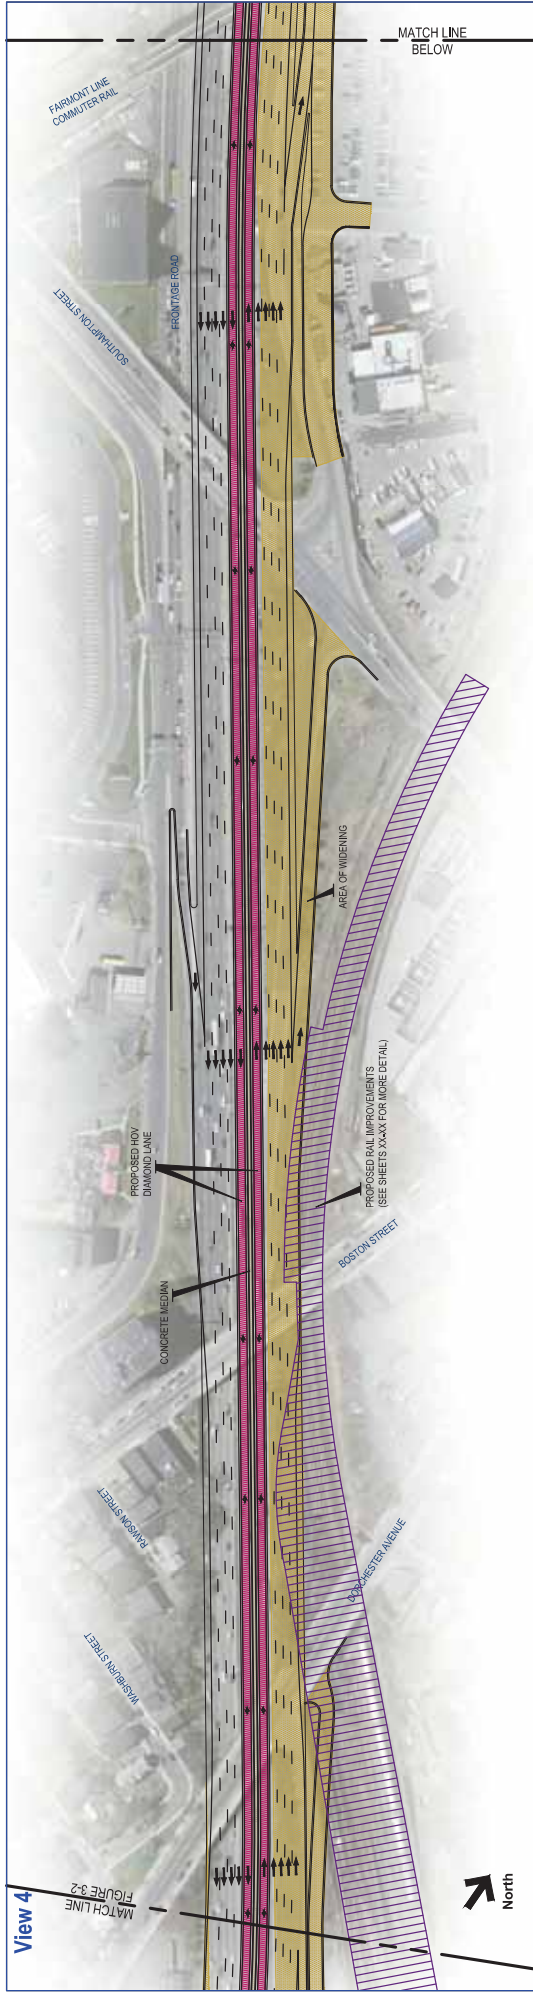 View 4
MATCH LINE
FIGURE 3-2
WASHBURN STREET
RAWSON STREET
CONCRETE MEDIAN
PROPOSED HOV
DIAMOND LANE
SOUTHAMPTON STREET
FRONTAGE ROAD
FAIRMONT LINE
COMMUTER RAIL
MATCH LINE
BELOW
DORCHESTER AVENUE
BOSTON STREET
PROPOSED RAIL IMPROVEMENTS
(SEE SHEETS XX-XX FOR MORE DETAIL)
AREA OF WIDENING
North